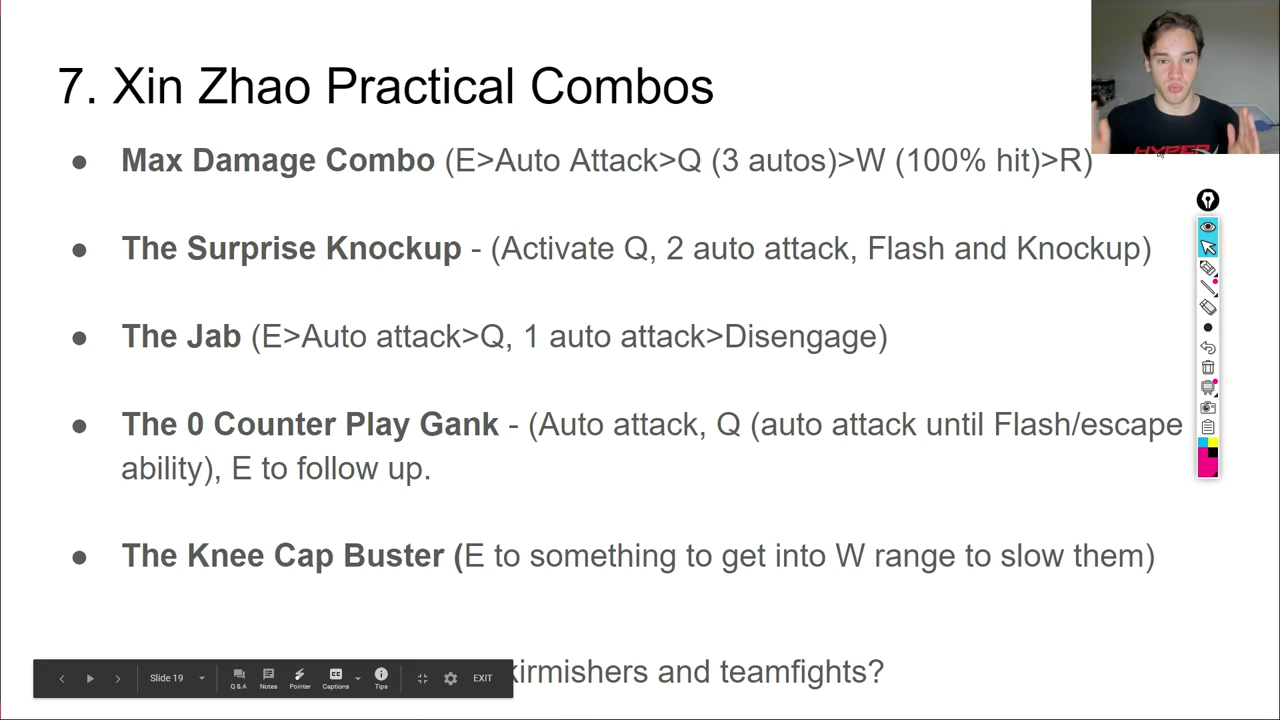 7. Xin Zhao Practical Combos
● Max Damage Combo (E>Auto Attack>Q (3 autos)>W (100% hit)>R)
● The Surprise Knockup - (Activate Q, 2 auto attack, Flash and Knockup)
● The Jab (E>Auto attack>Q, 1 auto attack>Disengage)
● The 0 Counter Play Gank - (Auto attack, Q (auto attack until Flash/escape
ability), E to follow up.
● The Knee Cap Buster (E to something to get into W range to slow them)
kirmishers and teamfights?
Slide 19
Q & A
Notes
Pointer
Captions
Tips
EXIT
HYPER